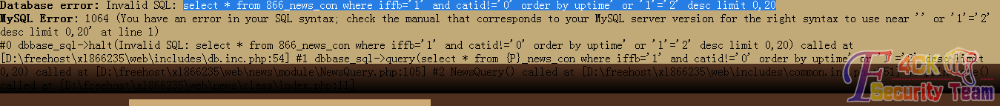 Database error: Invalid SQL: select * from 866_news_con where iffb='1' and catid!='0' order by uptime' or '1'='2' desc limit 0,20
MySQL Error: 1064 (You have an error in your SQL syntax; check the manual that corresponds to your MySQL server version for the right syntax to use near '' or '1'='2'
desc limit 0,20' at line 1)
#0 dbbase_sql->halt(Invalid SQL: select * from 866_news_con where iffb='1' and catid!='0' order by uptime' or '1'='2' desc limit 0,20) called at
[D:\freehost\xl866235\web\includes\db.inc.php:54] #1 dbbase_sql->query(select * from {P}_news_con where iffb='1' and catid!='0' order by uptime' or '1'='2' desc limit
0,20) called at [D:\freehost\xl866235\web\news\module\NewsQuery.php:105] #2 NewsQuery() called at [D:\freehost\xl866235\web\includes\common.in
called at [D:\freehost\xl866235\web\news\class\index.php:11]
F4CK
Security Team